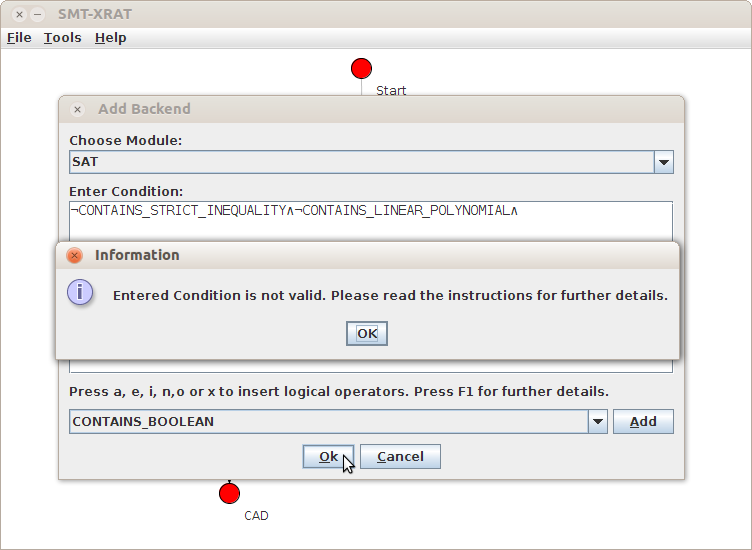 SMT-XRAT
File Tools Help
Start
Add Backend
Choose Module:
SAT
Enter Condition:
¬CONTAINS_STRICT_INEQUALITY∧¬CONTAINS_LINEAR_POLYNOMIAL∧
Information
Entered Condition is not valid. Please read the instructions for further details.
OK
Press a, e, i, n,o or x to insert logical operators. Press F1 for further details.
CONTAINS_BOOLEAN Add
Ok Cancel
CAD